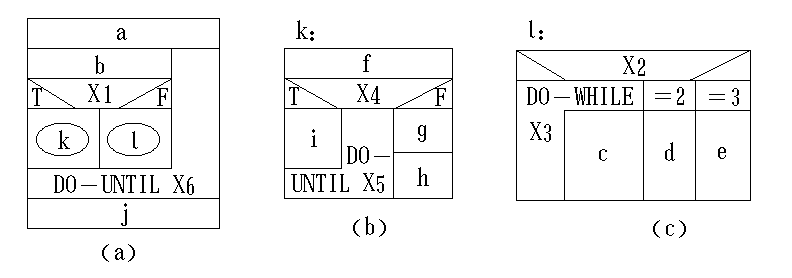 a
b
T X1 F
k l
DO-UNTIL X6
j
(a)
k:
f
T X4 F
i g
DO-
h
UNTIL X5
(b)
l:
X2
DO-WHILE =2 =3
X3
c d e
(c)